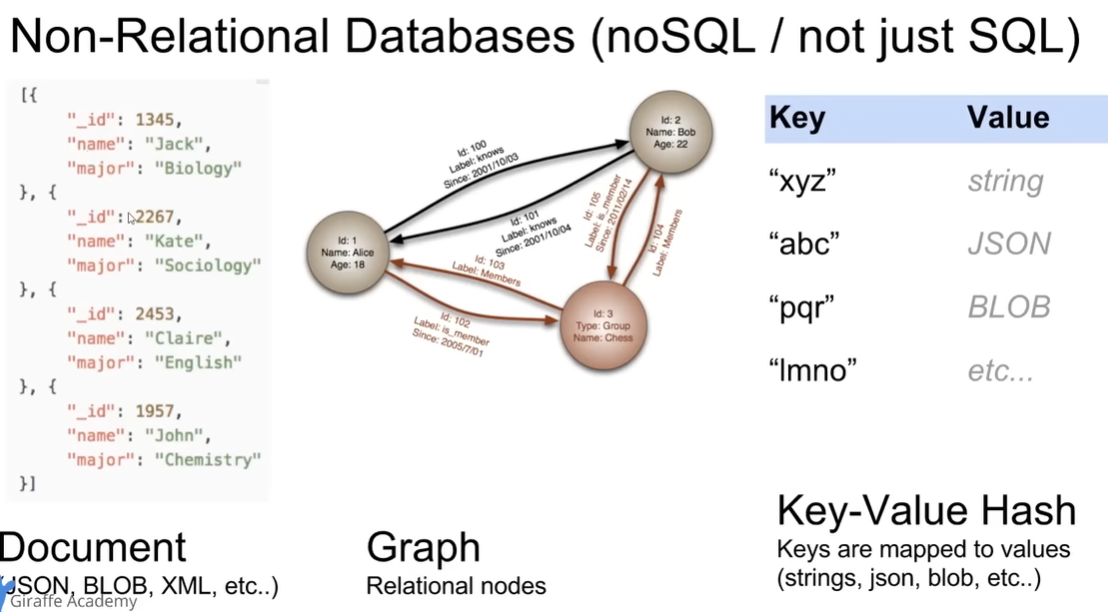 Non-Relational Databases (noSQL / not just SQL)
[{
"_id": 1345,
"name": "Jack",
"major": "Biology"
}, {
"_id": 2267,
"name": "Kate",
"major": "Sociology"
}, {
"_id": 2453,
"name": "Claire",
"major": "English"
}, {
"_id": 1957,
"name": "John",
"major": "Chemistry"
}]
Document
(JSON, BLOB, XML, etc..)
Giraffe Academy
Id: 2
Name: Bob
Age: 22
Id: 100
Label: knows
Since: 2001/10/03
Id: 101
Label: knows
Since: 2001/10/04
Id: 105
Label: is_member
Since: 2011/02/14
Id: 104
Label: Members
Id: 1
Name: Alice
Age: 18
Id: 103
Label: Members
Id: 102
Label: is_member
Since: 2005/7/01
Id: 3
Type: Group
Name: Chess
Graph
Relational nodes
Key Value
“xyz” string
“abc” JSON
“pqr” BLOB
“lmno” etc...
Key-Value Hash
Keys are mapped to values
(strings, json, blob, etc..)